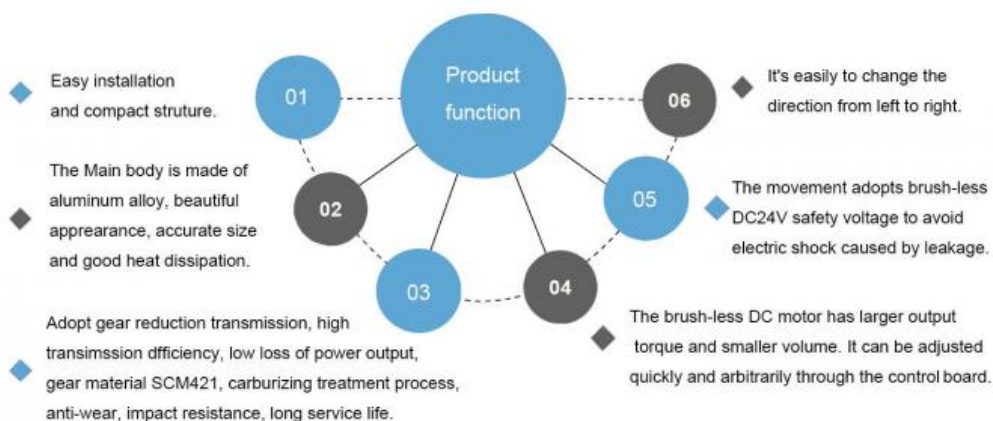 Product
function
01
Easy installation
and compact struture.
02
The Main body is made of
aluminum alloy, beautiful
apprearance, accurate size
and good heat dissipation.
03
Adopt gear reduction transmission, high
transimssion dfficiency, low loss of power output,
gear material SCM421, carburizing treatment process,
anti-wear, impact resistance, long service life.
04
The brush-less DC motor has larger output
torque and smaller volume. It can be adjusted
quickly and arbitrarily through the control board.
05
The movement adopts brush-less
DC24V safety voltage to avoid
electric shock caused by leakage.
06
It's easily to change the
direction from left to right.